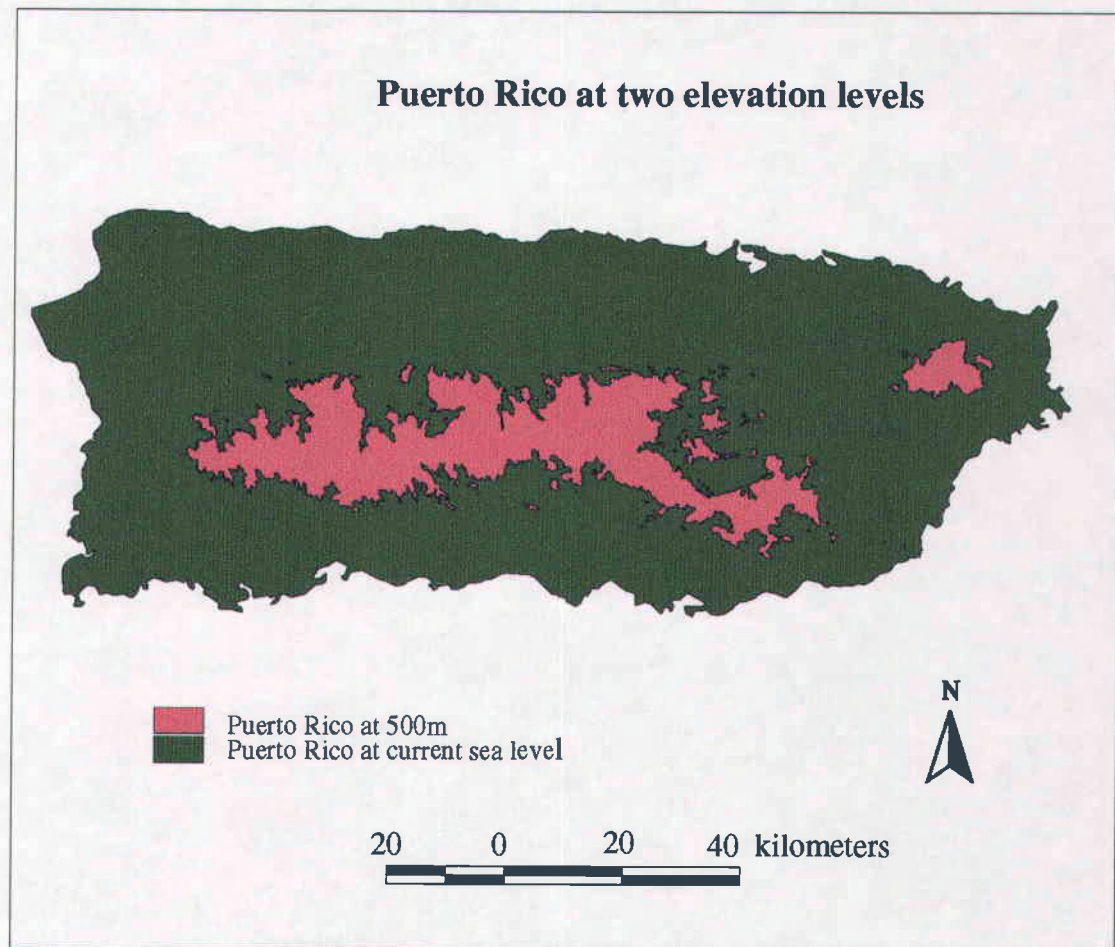 Puerto Rico at two elevation levels
Puerto Rico at 500m
Puerto Rico at current sea level
N
20 0 20 40 kilometers